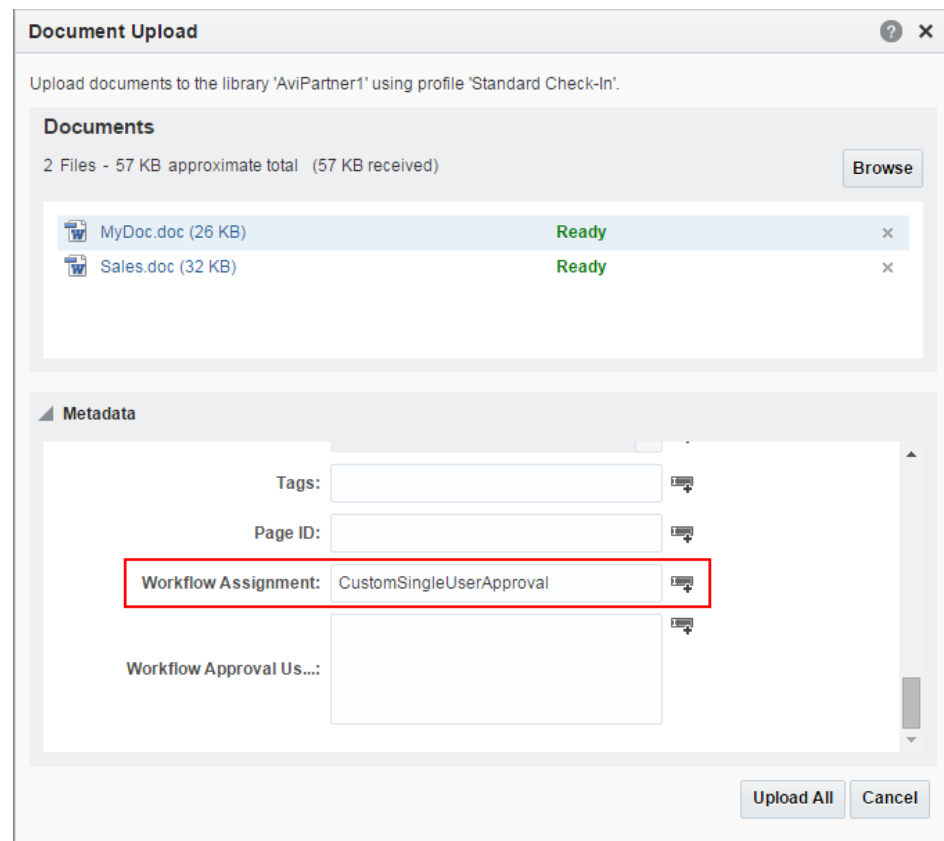 Document Upload
Upload documents to the library 'AviPartner1' using profile 'Standard Check-In'.
Documents
2 Files - 57 KB approximate total (57 KB received)
Browse
MyDoc.doc (26 KB) Ready
Sales.doc (32 KB) Ready
Metadata
Tags:
Page ID:
Workflow Assignment: CustomSingleUserApproval
Workflow Approval Us...:
Upload All Cancel